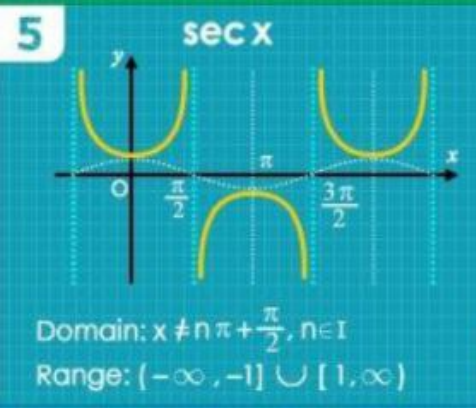 5
sec x
y
π
x
O
π/2
3π/2
Domain: x ≠ nπ + π/2, n∈I
Range: (−∞, −1] ∪ [1, ∞)